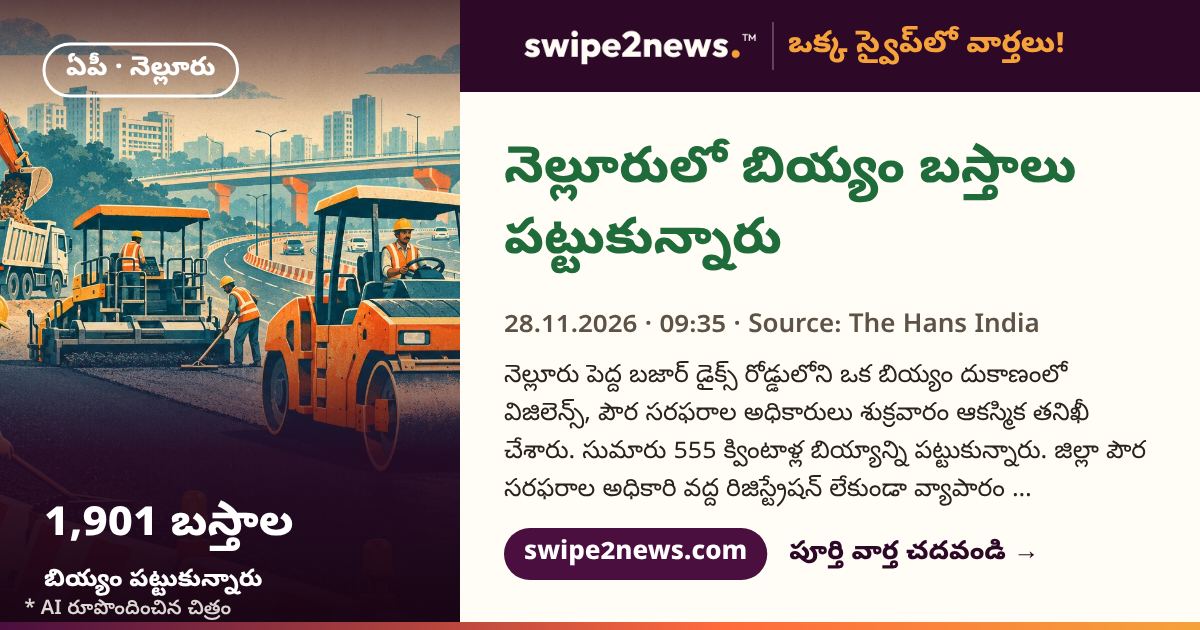 ఏపీ · నెల్లూరు
swipe2news.™
ఒక్క స్వైప్‌లో వార్తలు!
నెల్లూరులో బియ్యం బస్తాలు
పట్టుకున్నారు
28.11.2026 · 09:35 · Source: The Hans India
నెల్లూరు పెద్ద బజార్ డైక్స్ రోడ్డులోని ఒక బియ్యం దుకాణంలో
విజిలెన్స్, పౌర సరఫరాల అధికారులు శుక్రవారం ఆకస్మిక తనిఖీ
చేశారు. సుమారు 555 క్వింటాళ్ల బియ్యాన్ని పట్టుకున్నారు. జిల్లా పౌర
సరఫరాల అధికారి వద్ద రిజిస్ట్రేషన్ లేకుండా వ్యాపారం ...
1,901 బస్తాల
బియ్యం పట్టుకున్నారు
* AI రూపొందించిన చిత్రం
swipe2news.com
పూర్తి వార్త చదవండి →